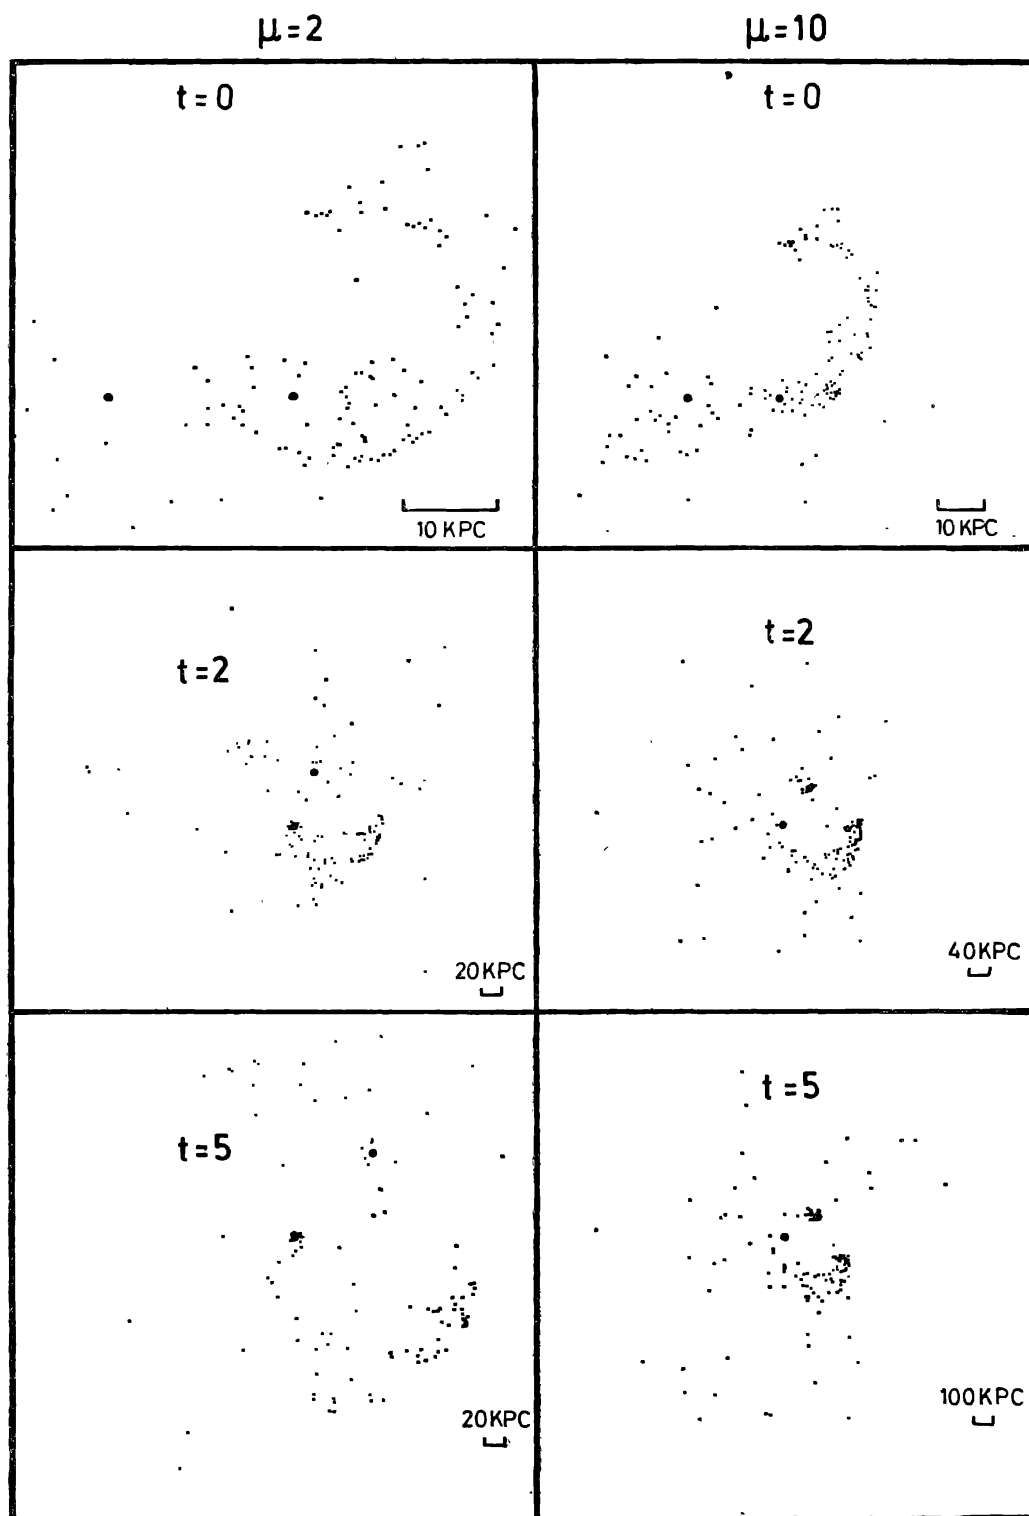 μ=2 μ=10
t=0 t=0
10 KPC 10 KPC
t=2 t=2
20KPC 40KPC
t=5 t=5
20KPC 100KPC